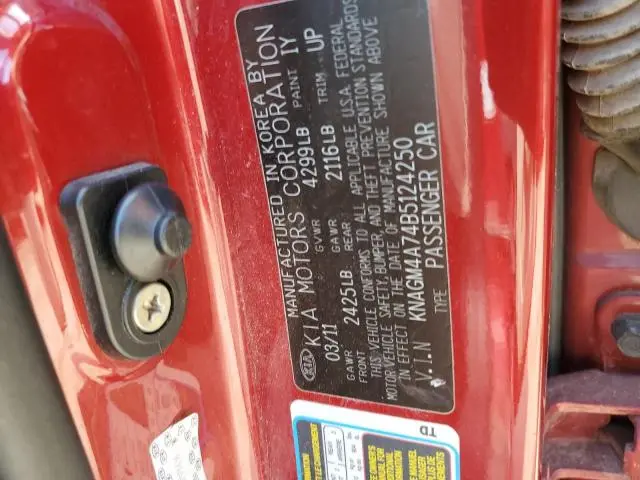 MANUFACTURED IN KOREA BY
KIA KIA MOTORS CORPORATION
03/11 GVWR 4299LB PAINT IY
GAWR FRONT 2425LB GAWR REAR 2116LB TRIM UP
THIS VEHICLE CONFORMS TO ALL APPLICABLE U.S.A. FEDERAL
MOTOR VEHICLE SAFETY, BUMPER, AND THEFT PREVENTION STANDARDS
IN EFFECT ON THE DATE OF MANUFACTURE SHOWN ABOVE
V.I.N KNAGM4A74B5124250
TYPE PASSENGER CAR
TD